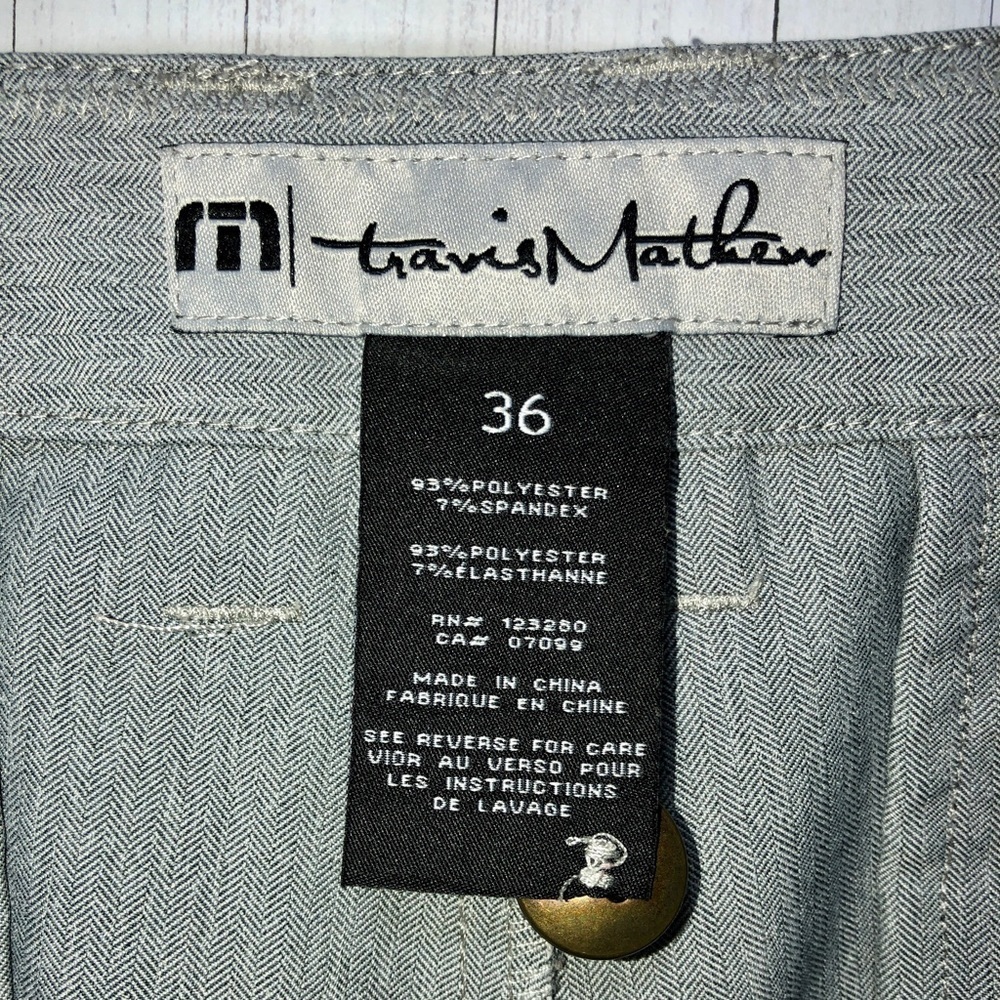 m | travisMathew
36
93%POLYESTER
7%SPANDEX
93%POLYESTER
7%ÉLASTHANNE
RN# 123280
CA# 07099
MADE IN CHINA
FABRIQUE EN CHINE
SEE REVERSE FOR CARE
VIOR AU VERSO POUR
LES INSTRUCTIONS
DE LAVAGE